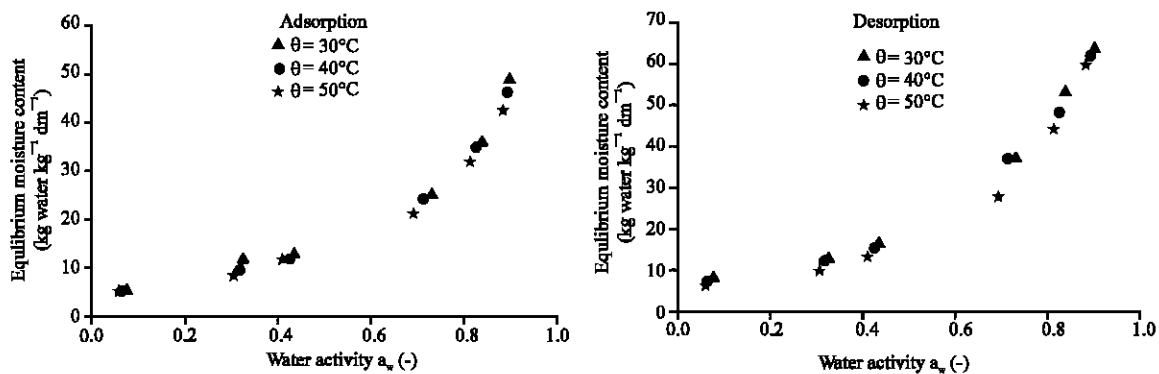 Adsorption
▲ θ= 30°C
● θ= 40°C
★ θ= 50°C
Equlibrium moisture content
(kg water kg⁻¹ dm⁻¹)
60
50
40
30
20
10
0
0.0 0.2 0.4 0.6 0.8 1.0
Water activity a_w (-)
Desorption
▲ θ= 30°C
● θ= 40°C
★ θ= 50°C
Equlibrium moisture content
(kg water kg⁻¹ dm⁻¹)
70
60
50
40
30
20
10
0
0.0 0.2 0.4 0.6 0.8 1.0
Water activity a_w (-)